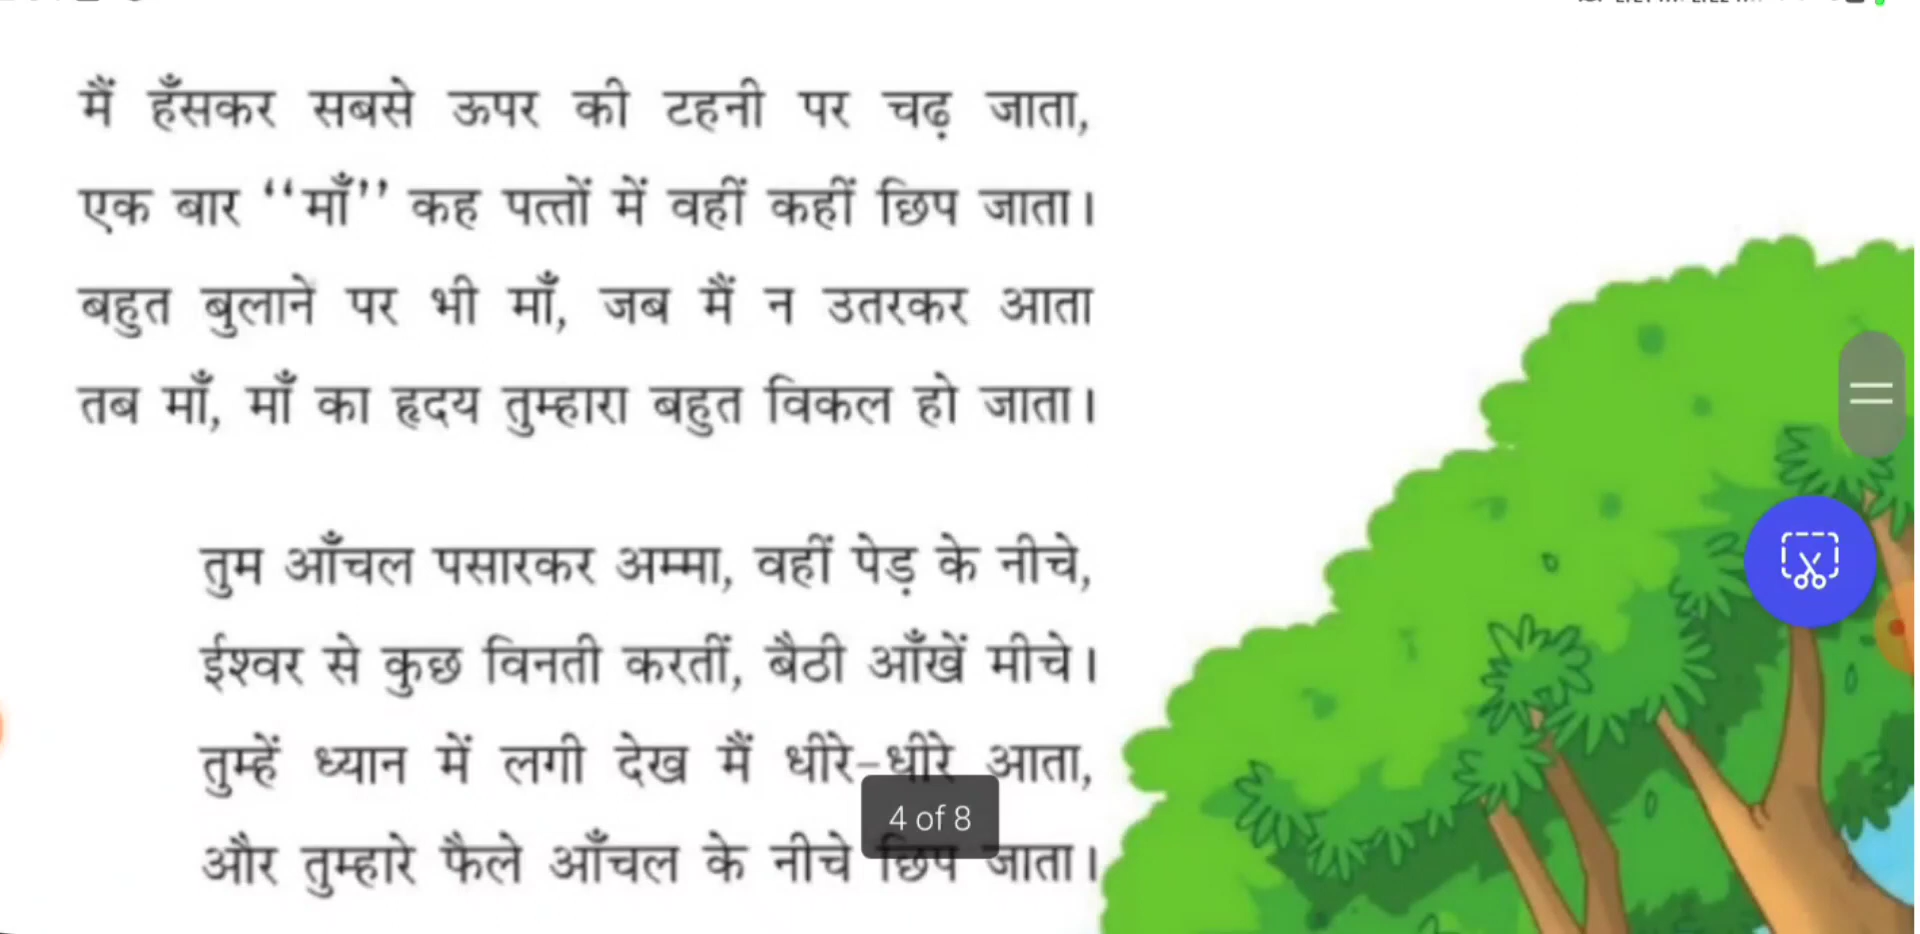 मैं हँसकर सबसे ऊपर की टहनी पर चढ़ जाता,
एक बार ‘‘माँ’’ कह पत्तों में वहीं कहीं छिप जाता।
बहुत बुलाने पर भी माँ, जब मैं न उतरकर आता
तब माँ, माँ का हृदय तुम्हारा बहुत विकल हो जाता।
तुम आँचल पसारकर अम्मा, वहीं पेड़ के नीचे,
ईश्वर से कुछ विनती करतीं, बैठी आँखें मीचे।
तुम्हें ध्यान में लगी देख मैं धीरे-धीरे आता,
4 of 8
और तुम्हारे फैले आँचल के नीचे छिप जाता।